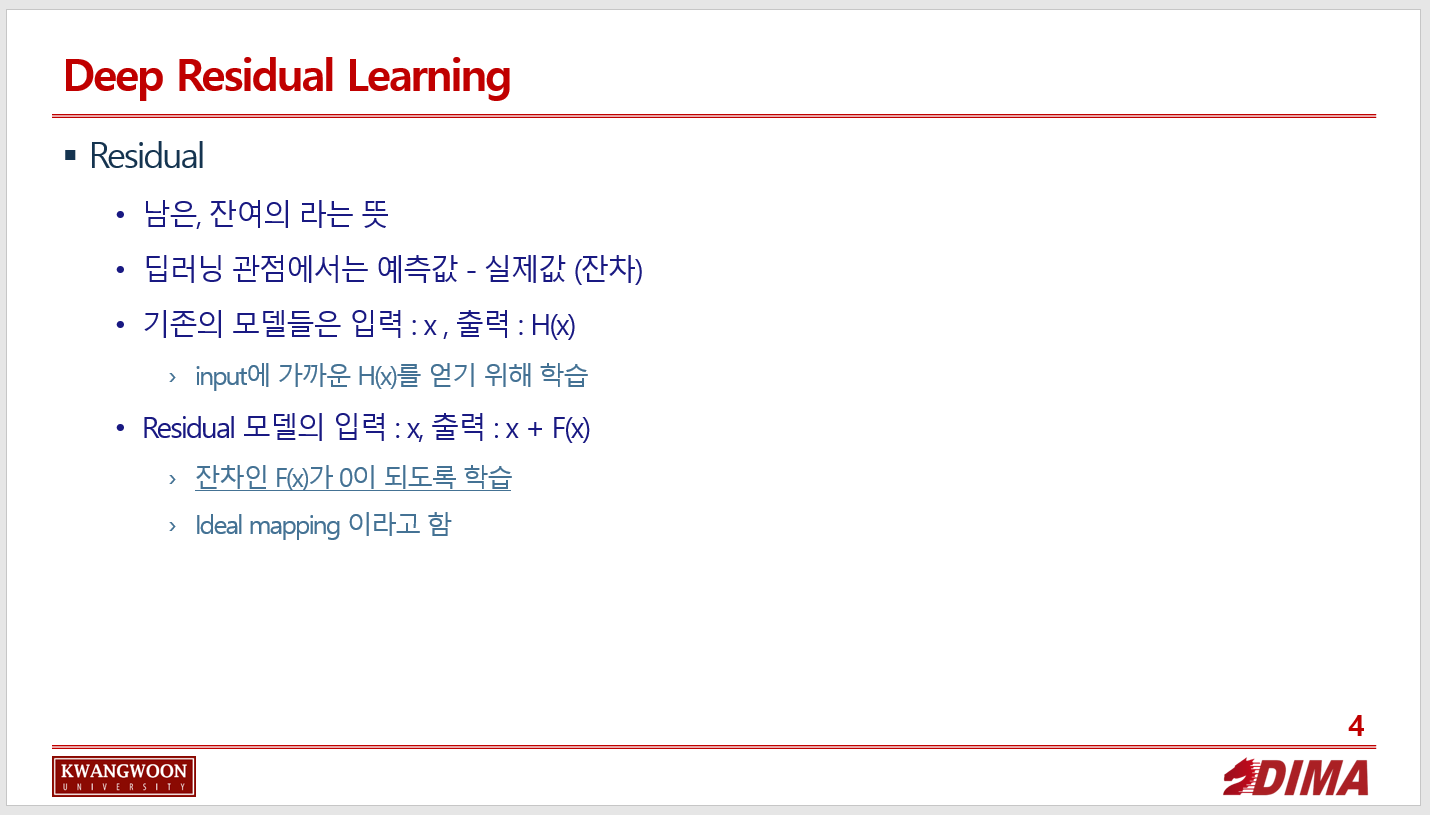 Deep Residual Learning
▪ Residual
• 남은, 잔여의 라는 뜻
• 딥러닝 관점에서는 예측값 - 실제값 (잔차)
• 기존의 모델들은 입력 : x , 출력 : H(x)
› input에 가까운 H(x)를 얻기 위해 학습
• Residual 모델의 입력 : x, 출력 : x + F(x)
› 잔차인 F(x)가 0이 되도록 학습
› Ideal mapping 이라고 함
4
KWANGWOON
UNIVERSITY
DIMA